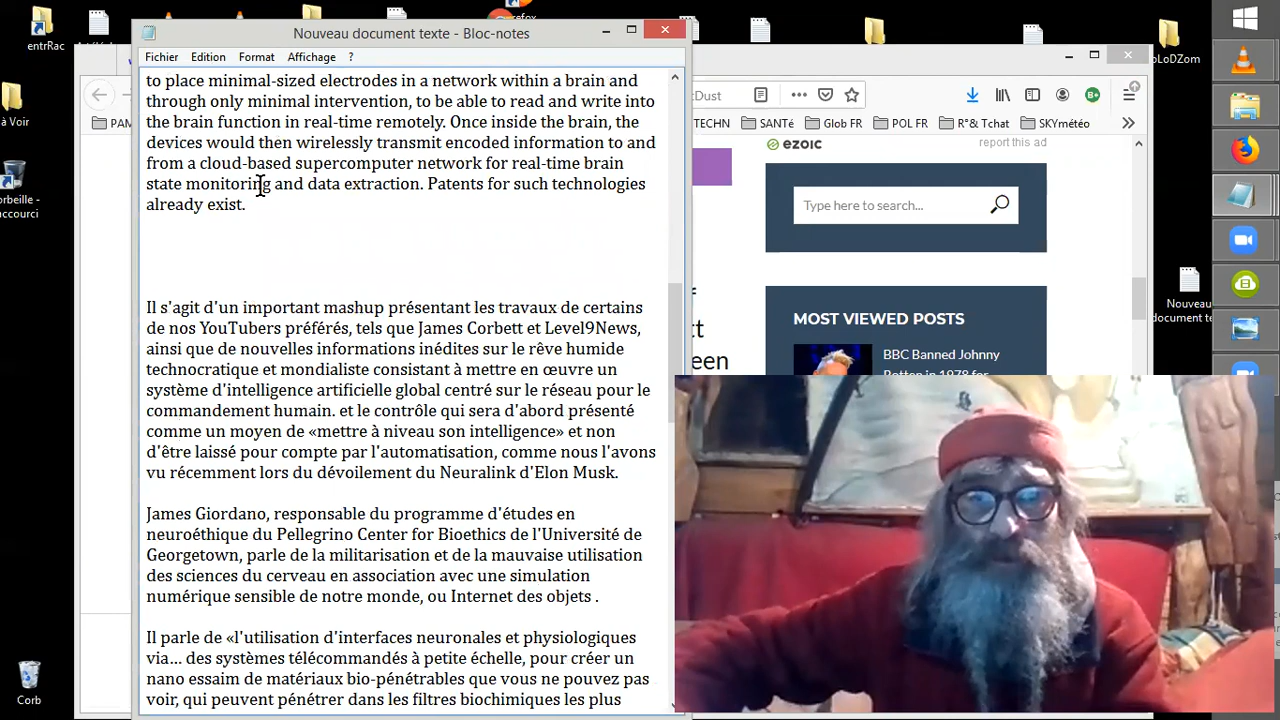 entrRac
à Voir
orbeille -
accourci
Corb
Nouveau document texte - Bloc-notes
Fichier Edition Format Affichage ?
to place minimal-sized electrodes in a network within a brain and
through only minimal intervention, to be able to read and write into
the brain function in real-time remotely. Once inside the brain, the
devices would then wirelessly transmit encoded information to and
from a cloud-based supercomputer network for real-time brain
state monitoring and data extraction. Patents for such technologies
already exist.
Il s'agit d'un important mashup présentant les travaux de certains
de nos YouTubers préférés, tels que James Corbett et Level9News,
ainsi que de nouvelles informations inédites sur le rêve humide
technocratique et mondialiste consistant à mettre en œuvre un
système d'intelligence artificielle global centré sur le réseau pour le
commandement humain. et le contrôle qui sera d'abord présenté
comme un moyen de «mettre à niveau son intelligence» et non
d'être laissé pour compte par l'automatisation, comme nous l'avons
vu récemment lors du dévoilement du Neuralink d'Elon Musk.
James Giordano, responsable du programme d'études en
neuroéthique du Pellegrino Center for Bioethics de l'Université de
Georgetown, parle de la militarisation et de la mauvaise utilisation
des sciences du cerveau en association avec une simulation
numérique sensible de notre monde, ou Internet des objets .
Il parle de «l'utilisation d'interfaces neuronales et physiologiques
via... des systèmes télécommandés à petite échelle, pour créer un
nano essaim de matériaux bio-pénétrables que vous ne pouvez pas
voir, qui peuvent pénétrer dans les filtres biochimiques les plus
PAM
Dust
TECHN SANTé Glob FR POL FR R°& Tchat SKYmétéo
ezoic report this ad
Type here to search...
MOST VIEWED POSTS
BBC Banned Johnny
Rotten in 1978 for
tt
een
oLoDZom
Nouveau
document te